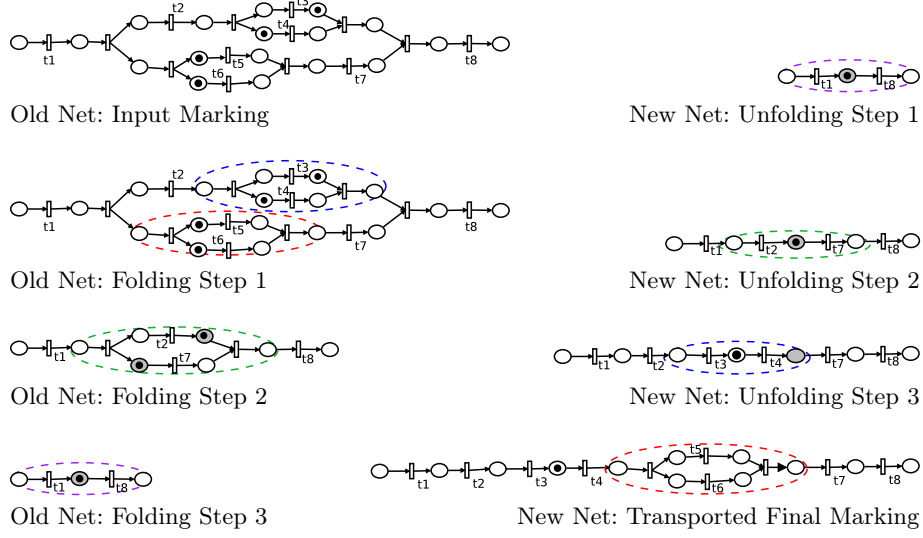 t2 t3
t4
t1 t5 t8
t6 t7
t1 t8
Old Net: Input Marking New Net: Unfolding Step 1
t2 t3
t4
t1 t5 t8
t6 t7
t1 t2 t7 t8
Old Net: Folding Step 1 New Net: Unfolding Step 2
t1 t2 t8
t7
t1 t2 t3 t4 t7 t8
Old Net: Folding Step 2 New Net: Unfolding Step 3
t5
t1 t8
t1 t2 t3 t4 t6 t7 t8
Old Net: Folding Step 3 New Net: Transported Final Marking